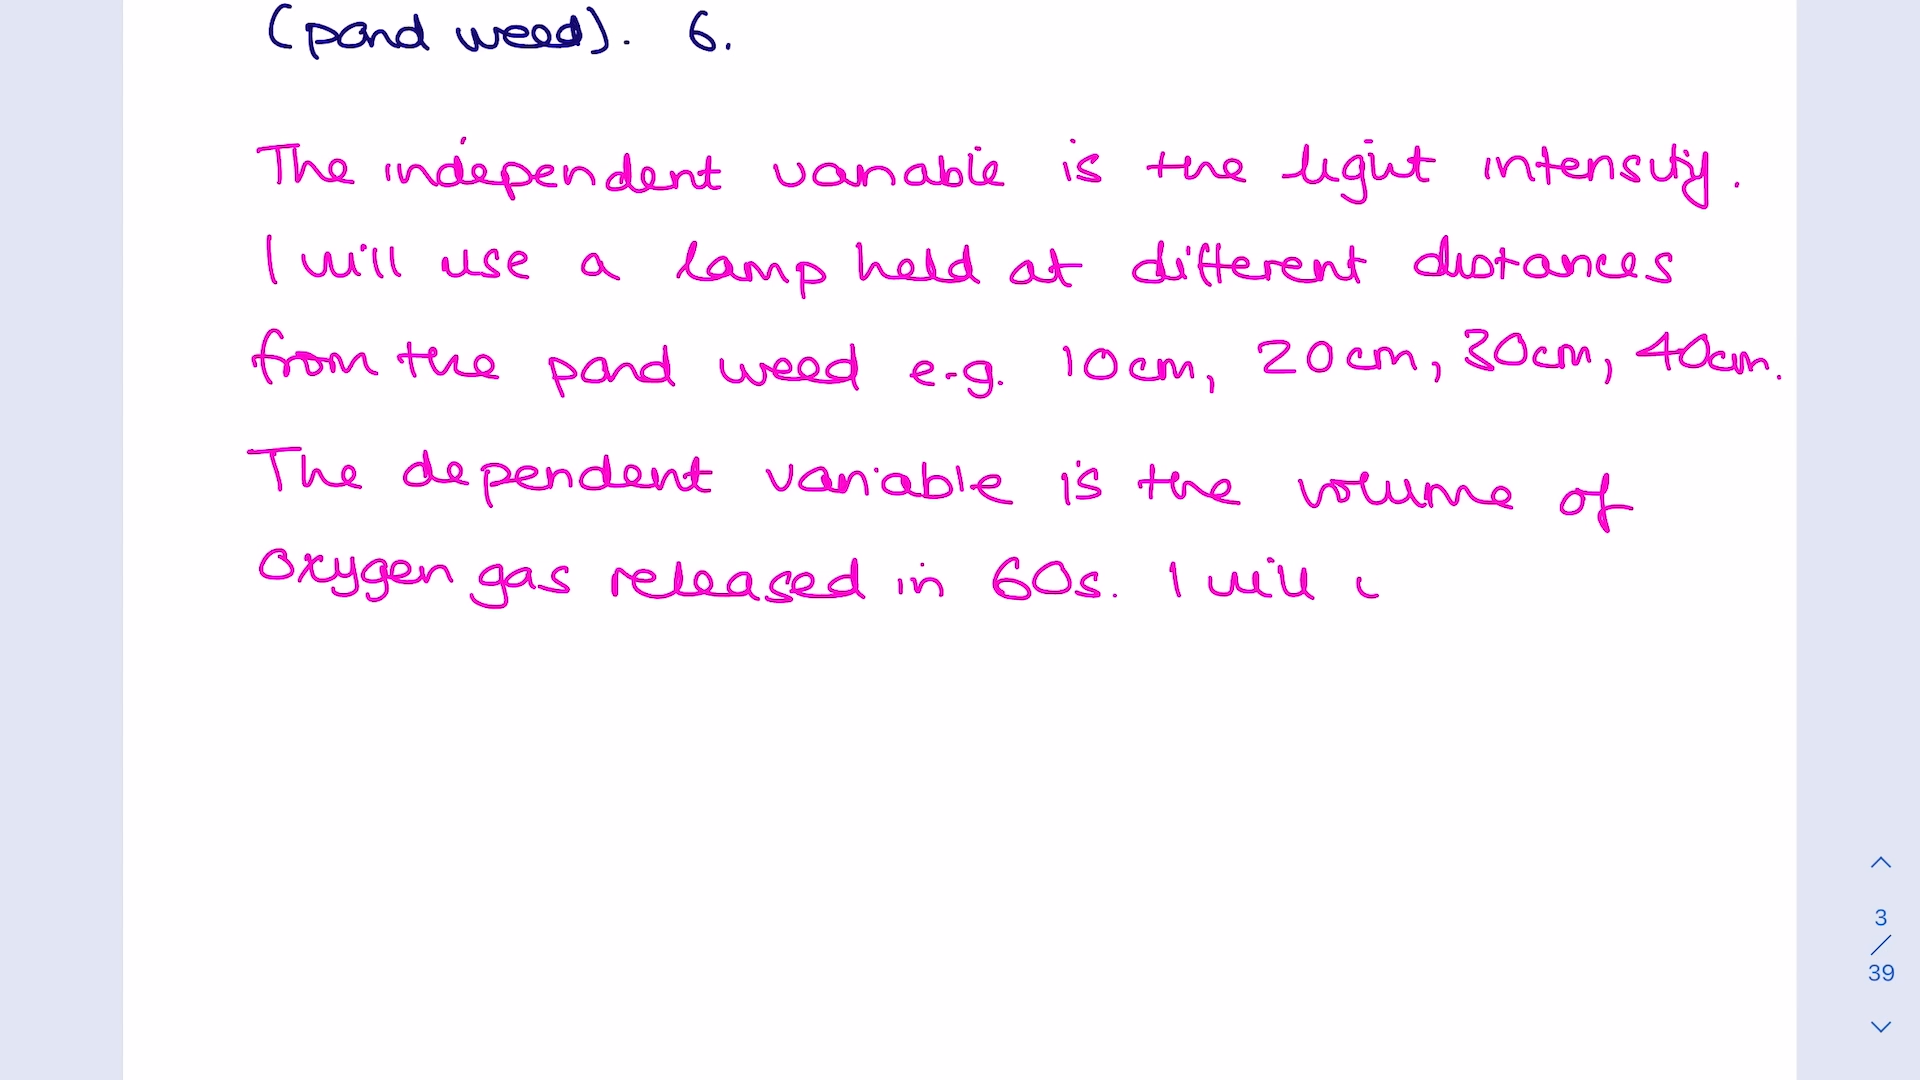 (pond weed). 6.
The independent variable is the light intensity.
I will use a lamp held at different distances
from the pond weed e.g. 10cm, 20cm, 30cm, 40cm.
The dependent variable is the volume of
oxygen gas released in 60s. I will
3
/
39